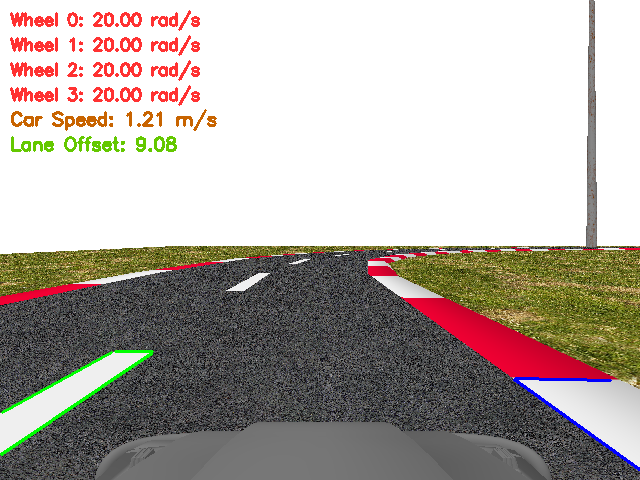 Wheel 0: 20.00 rad/s
Wheel 1: 20.00 rad/s
Wheel 2: 20.00 rad/s
Wheel 3: 20.00 rad/s
Car Speed: 1.21 m/s
Lane Offset: 9.08